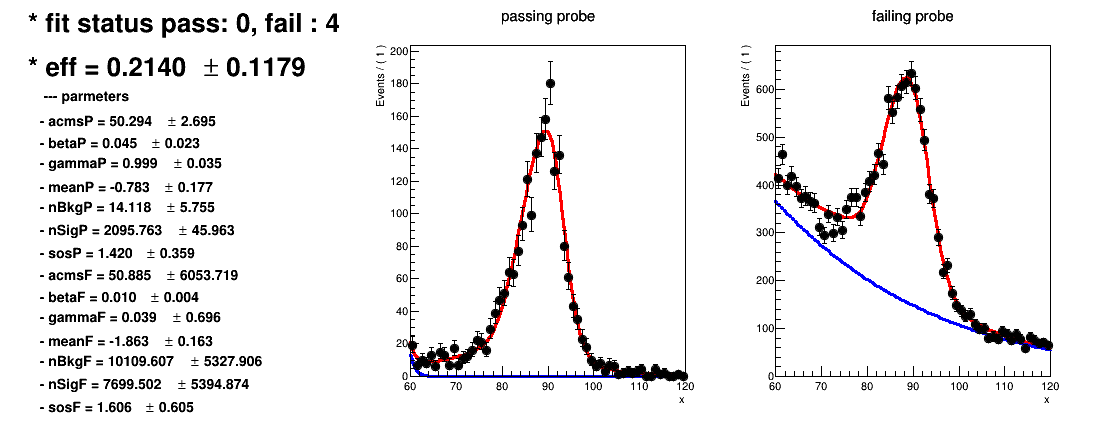 * fit status pass: 0, fail : 4
* eff = 0.2140 ± 0.1179
--- parmeters
- acmsP = 50.294 ± 2.695
- betaP = 0.045 ± 0.023
- gammaP = 0.999 ± 0.035
- meanP = -0.783 ± 0.177
- nBkgP = 14.118 ± 5.755
- nSigP = 2095.763 ± 45.963
- sosP = 1.420 ± 0.359
- acmsF = 50.885 ± 6053.719
- betaF = 0.010 ± 0.004
- gammaF = 0.039 ± 0.696
- meanF = -1.863 ± 0.163
- nBkgF = 10109.607 ± 5327.906
- nSigF = 7699.502 ± 5394.874
- sosF = 1.606 ± 0.605
passing probe
Events / ( 1 )
200
180
160
140
120
100
80
60
40
20
0
60 70 80 90 100 110 120
x
failing probe
Events / ( 1 )
600
500
400
300
200
100
0
60 70 80 90 100 110 120
x